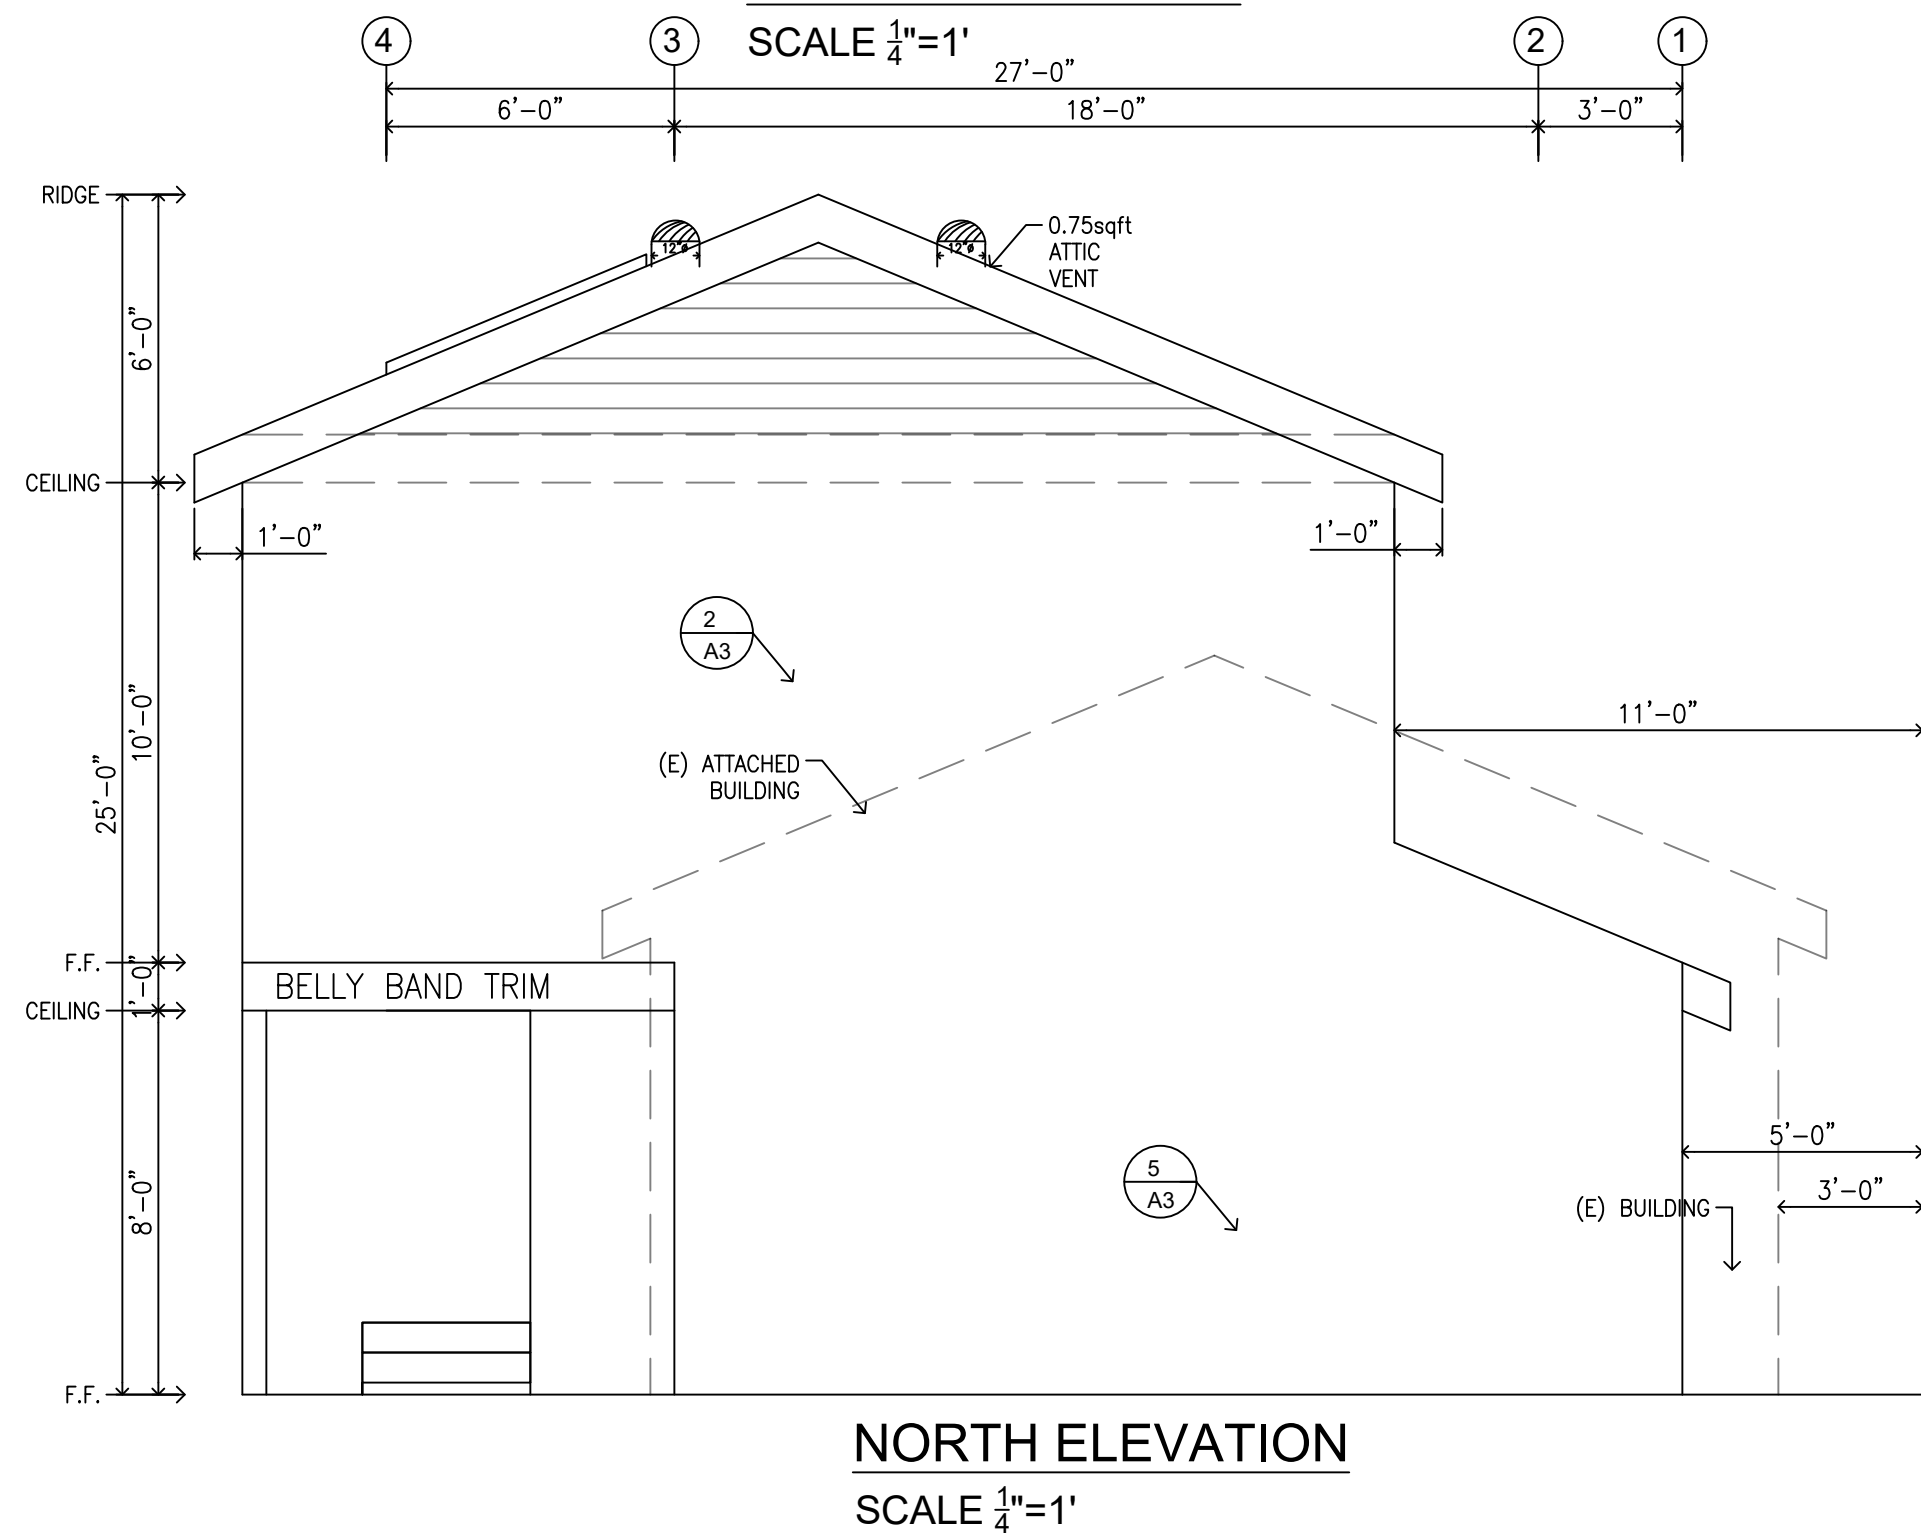 4
3
SCALE 1/4"=1'
2
1
27'-0"
6'-0"
18'-0"
3'-0"
RIDGE
12"ø
12"ø
0.75sqft
ATTIC
VENT
6'-0"
CEILING
1'-0"
1'-0"
2
A3
10'-0"
11'-0"
(E) ATTACHED
BUILDING
25'-0"
F.F.
1'-0"
BELLY BAND TRIM
CEILING
5'-0"
5
A3
8'-0"
3'-0"
(E) BUILDING
F.F.
NORTH ELEVATION
SCALE 1/4"=1'